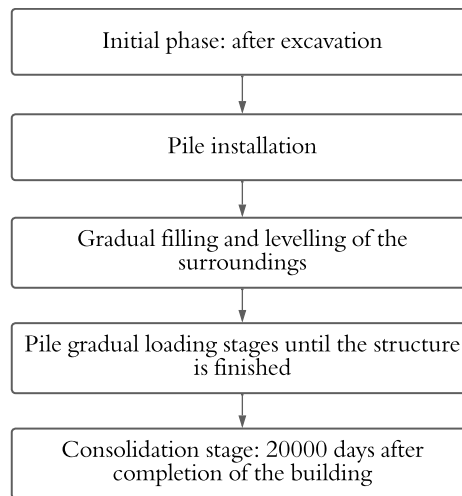 Initial phase: after excavation
Pile installation
Gradual filling and levelling of the
surroundings
Pile gradual loading stages until the structure
is finished
Consolidation stage: 20000 days after
completion of the building